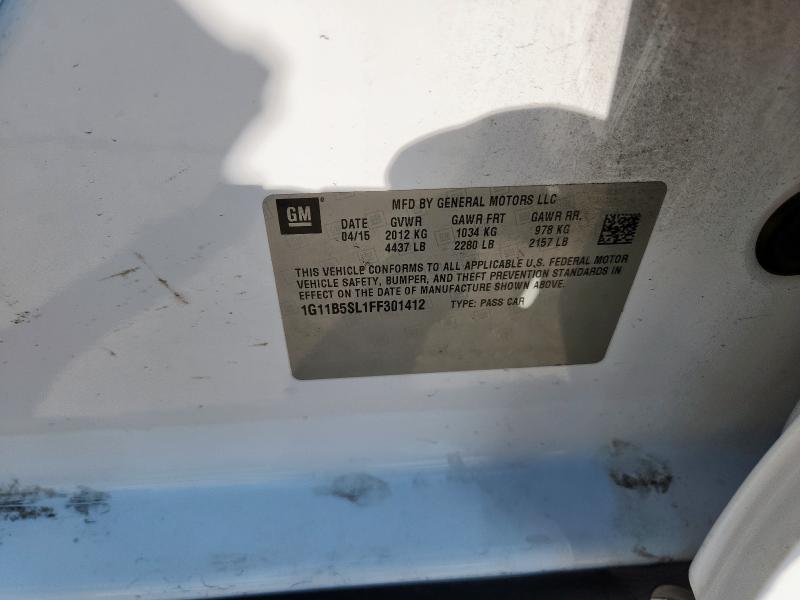 GM
MFD BY GENERAL MOTORS LLC
DATE GVWR GAWR FRT GAWR RR.
04/15 2012 KG 1034 KG 978 KG
4437 LB 2280 LB 2157 LB
THIS VEHICLE CONFORMS TO ALL APPLICABLE U.S. FEDERAL MOTOR
VEHICLE SAFETY, BUMPER, AND THEFT PREVENTION STANDARDS IN
EFFECT ON THE DATE OF MANUFACTURE SHOWN ABOVE.
1G11B5SL1FF301412 TYPE: PASS CAR